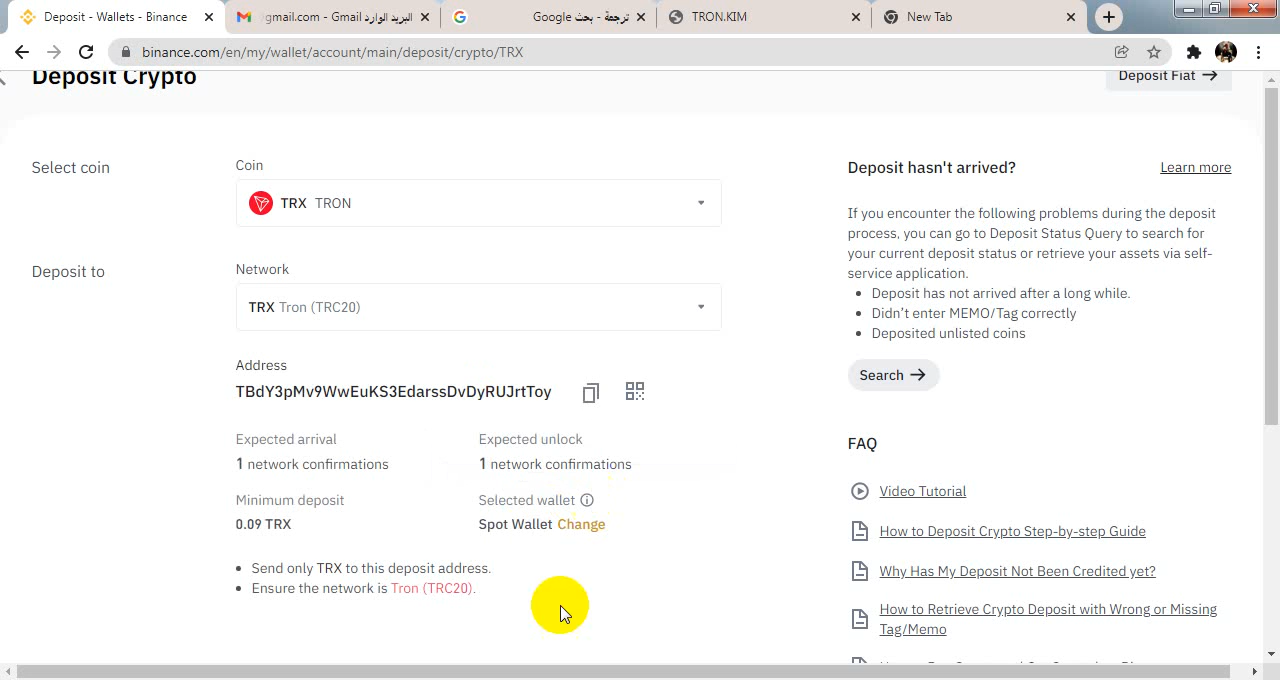 Deposit - Wallets - Binance
gmail.com - Gmail البريد الوارد
ترجمة - بحث Google
TRON.KIM
New Tab
binance.com/en/my/wallet/account/main/deposit/crypto/TRX
Deposit Crypto
Deposit Fiat
Select coin
Coin
TRX TRON
Deposit to
Network
TRX Tron (TRC20)
Address
TBdY3pMv9WwEuKS3EdarssDvDyRUJrtToy
Expected arrival
1 network confirmations
Expected unlock
1 network confirmations
Minimum deposit
0.09 TRX
Selected wallet
Spot Wallet Change
Send only TRX to this deposit address.
Ensure the network is Tron (TRC20).
Deposit hasn't arrived?
Learn more
If you encounter the following problems during the deposit
process, you can go to Deposit Status Query to search for
your current deposit status or retrieve your assets via self-
service application.
Deposit has not arrived after a long while.
Didn't enter MEMO/Tag correctly
Deposited unlisted coins
Search
FAQ
Video Tutorial
How to Deposit Crypto Step-by-step Guide
Why Has My Deposit Not Been Credited yet?
How to Retrieve Crypto Deposit with Wrong or Missing
Tag/Memo